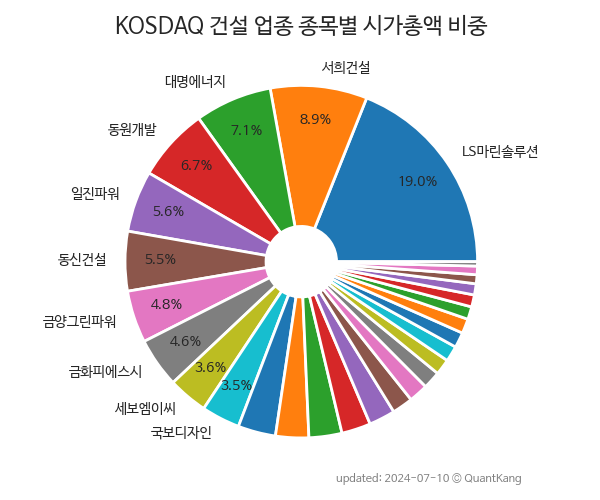 KOSDAQ 건설 업종 종목별 시가총액 비중
서희건설
대명에너지
동원개발
일진파워
동신건설
금양그린파워
금화피에스시
세보엠이씨
국보디자인
LS마린솔루션
8.9%
7.1%
6.7%
5.6%
5.5%
4.8%
4.6%
3.6%
3.5%
19.0%
updated: 2024-07-10 © QuantKang